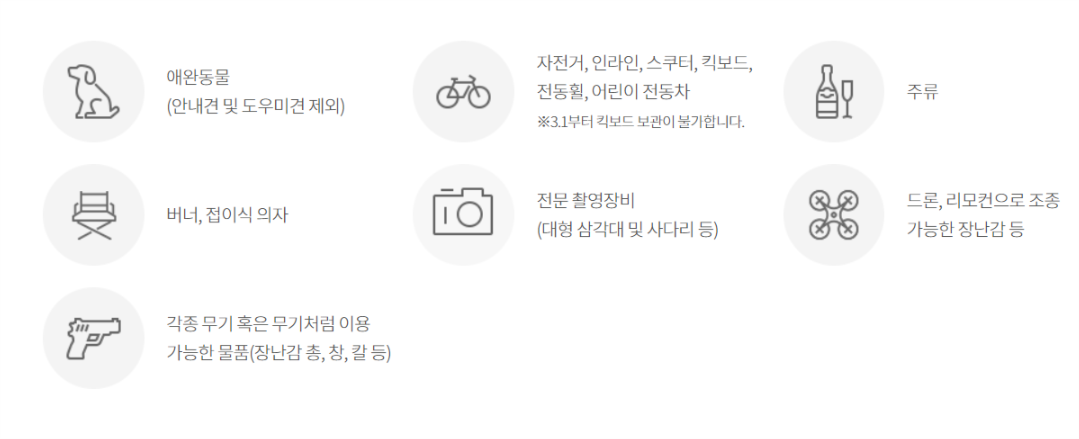 애완동물
(안내견 및 도우미견 제외)
자전거, 인라인, 스쿠터, 킥보드,
전동휠, 어린이 전동차
※3.1부터 킥보드 보관이 불가합니다.
주류
버너, 접이식 의자
전문 촬영장비
(대형 삼각대 및 사다리 등)
드론, 리모컨으로 조종
가능한 장난감 등
각종 무기 혹은 무기처럼 이용
가능한 물품(장난감 총, 창, 칼 등)